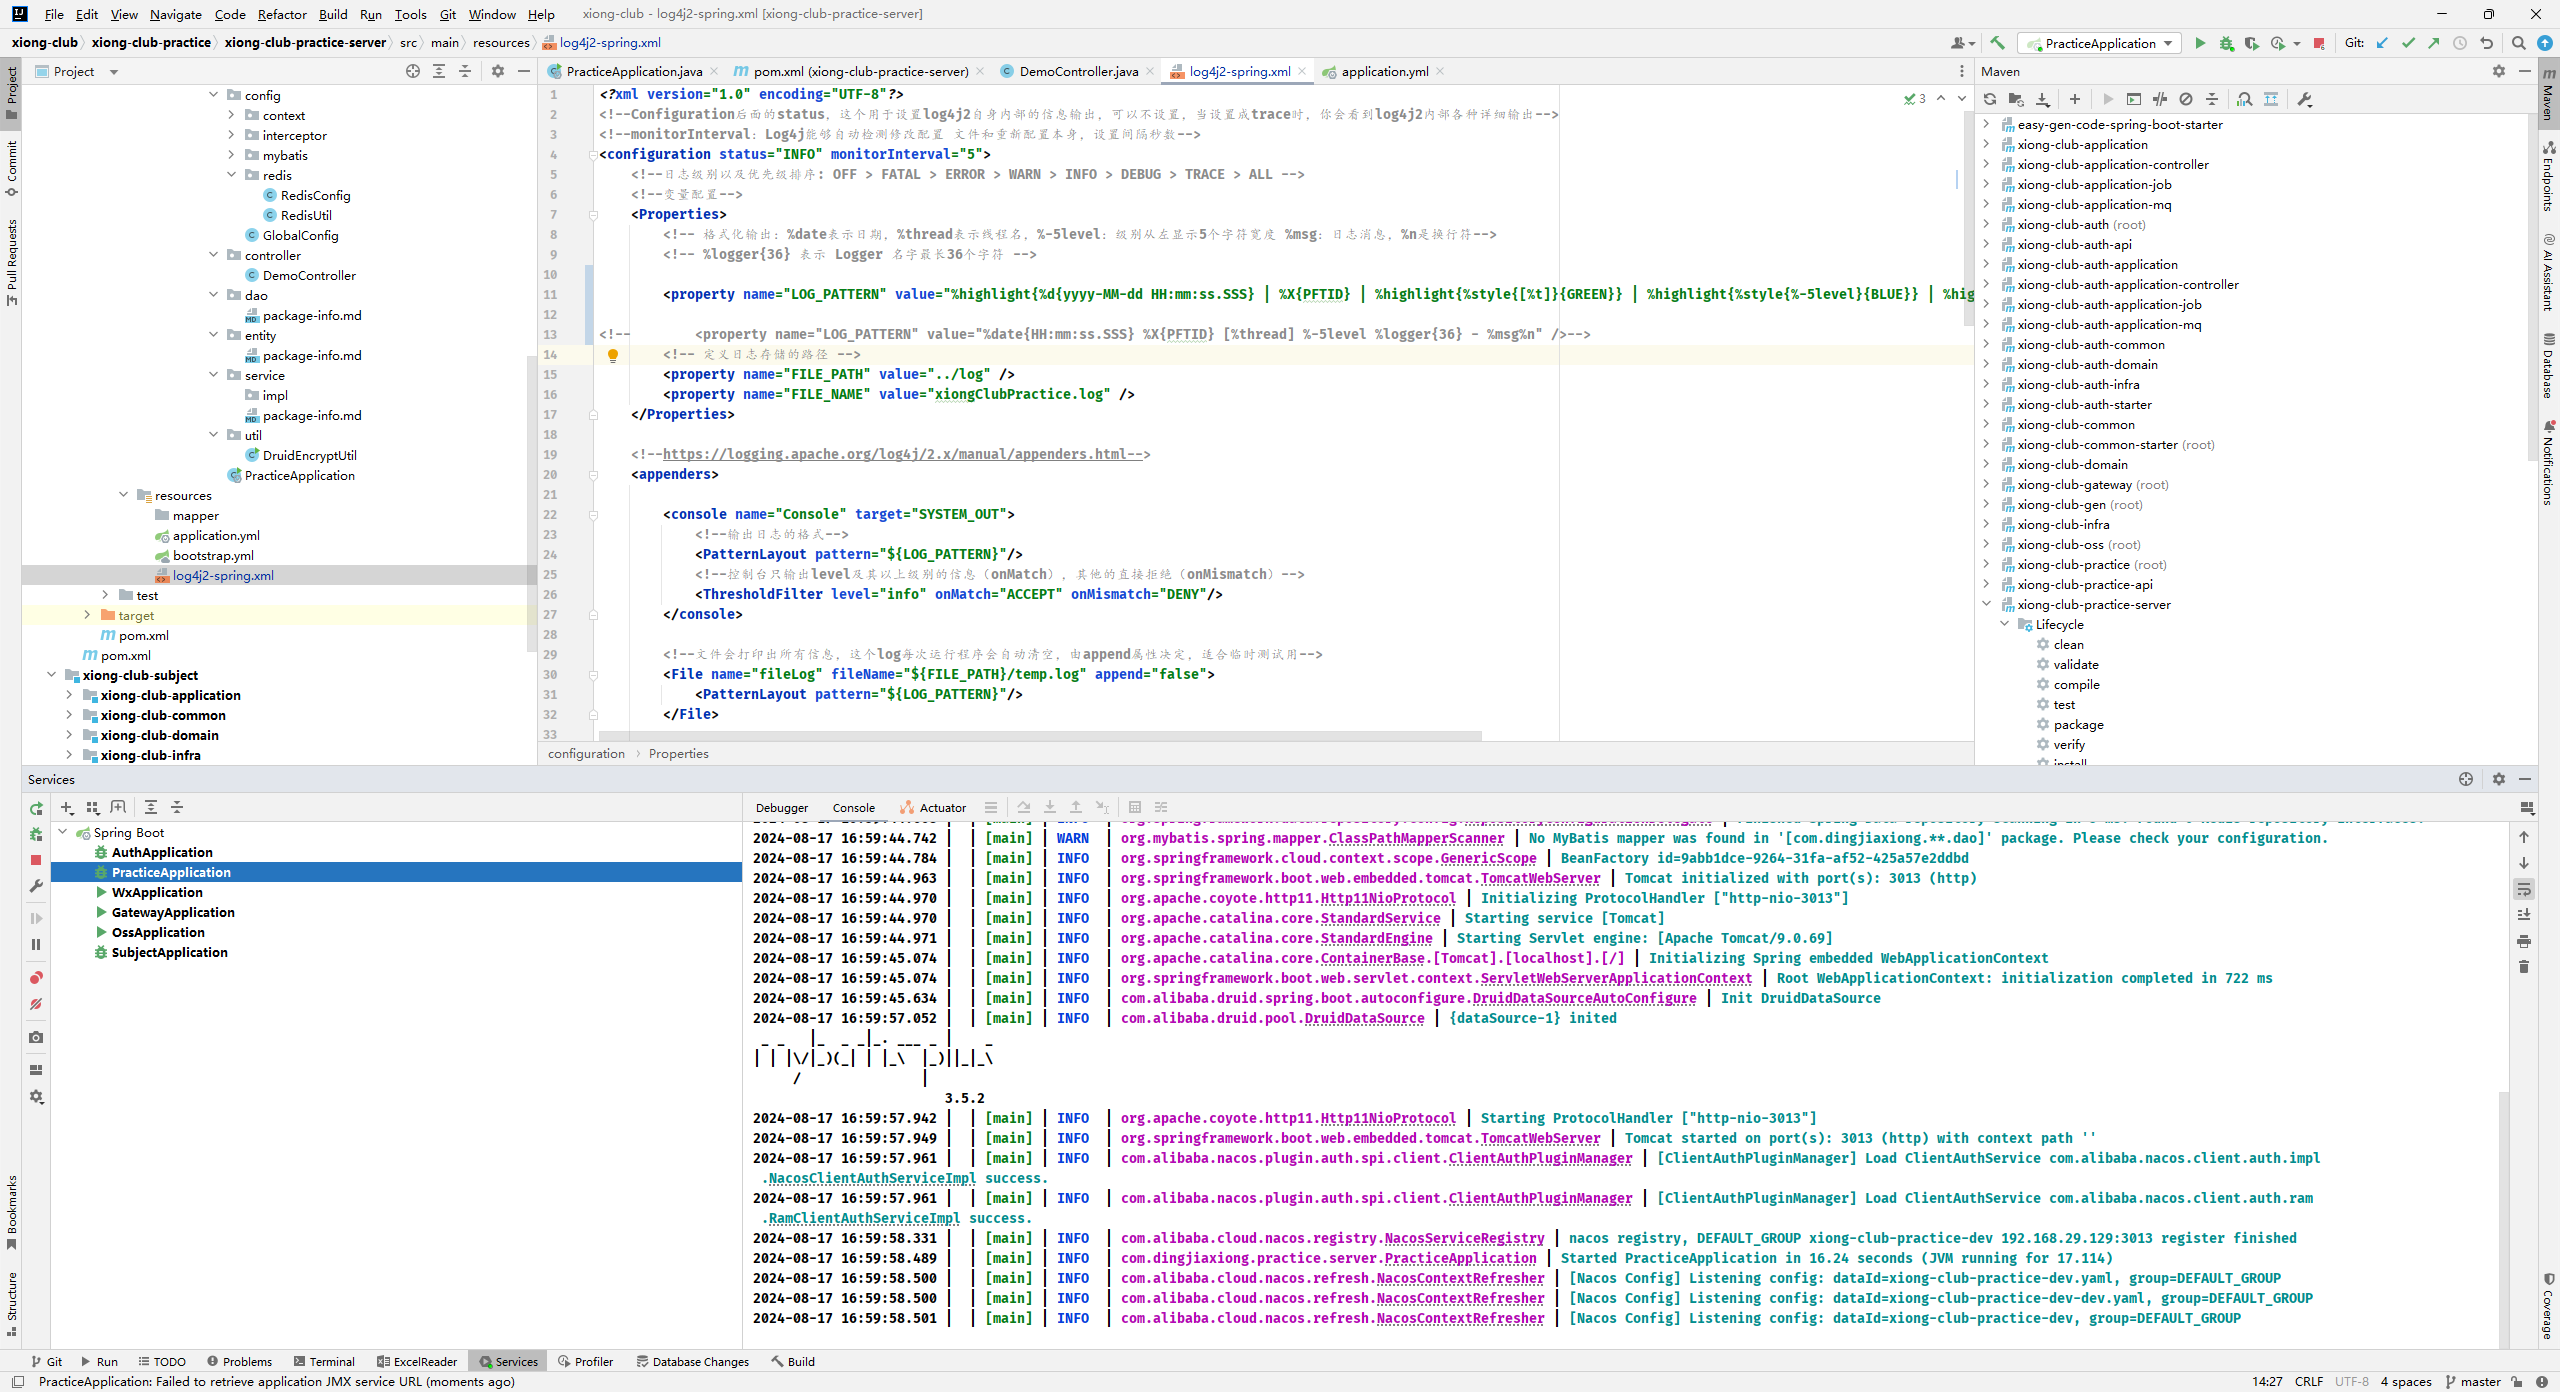 File Edit View Navigate Code Refactor Build Run Tools Git Window Help xiong-club - log4j2-spring.xml [xiong-club-practice-server]
xiong-club xiong-club-practice xiong-club-practice-server src main resources log4j2-spring.xml
PracticeApplication Git:
Project
Commit
Pull Requests
Bookmarks
Structure
Project
config
context
interceptor
mybatis
redis
RedisConfig
RedisUtil
GlobalConfig
controller
DemoController
dao
package-info.md
entity
package-info.md
service
impl
package-info.md
util
DruidEncryptUtil
PracticeApplication
resources
mapper
application.yml
bootstrap.yml
log4j2-spring.xml
test
target
pom.xml
pom.xml
xiong-club-subject
xiong-club-application
xiong-club-common
xiong-club-domain
xiong-club-infra
PracticeApplication.java pom.xml (xiong-club-practice-server) DemoController.java log4j2-spring.xml application.yml
3
1 <?xml version="1.0" encoding="UTF-8"?>
2 <!--Configuration后面的status，这个用于设置log4j2自身内部的信息输出，可以不设置，当设置成trace时，你会看到log4j2内部各种详细输出-->
3 <!--monitorInterval：Log4j能够自动检测修改配置 文件和重新配置本身，设置间隔秒数-->
4 <configuration status="INFO" monitorInterval="5">
5 <!--日志级别以及优先级排序: OFF > FATAL > ERROR > WARN > INFO > DEBUG > TRACE > ALL -->
6 <!--变量配置-->
7 <Properties>
8 <!-- 格式化输出：%date表示日期，%thread表示线程名，%-5level：级别从左显示5个字符宽度 %msg：日志消息，%n是换行符-->
9 <!-- %logger{36} 表示 Logger 名字最长36个字符 -->
10
11 <property name="LOG_PATTERN" value="%highlight{%d{yyyy-MM-dd HH:mm:ss.SSS} | %X{PFTID} | %highlight{%style{[%t]}{GREEN}} | %highlight{%style{%-5level}{BLUE}} | %hig
12
13 <!-- <property name="LOG_PATTERN" value="%date{HH:mm:ss.SSS} %X{PFTID} [%thread] %-5level %logger{36} - %msg%n" />-->
14 <!-- 定义日志存储的路径 -->
15 <property name="FILE_PATH" value="../log" />
16 <property name="FILE_NAME" value="xiongClubPractice.log" />
17 </Properties>
18
19 <!--https://logging.apache.org/log4j/2.x/manual/appenders.html-->
20 <appenders>
21
22 <console name="Console" target="SYSTEM_OUT">
23 <!--输出日志的格式-->
24 <PatternLayout pattern="${LOG_PATTERN}"/>
25 <!--控制台只输出level及其以上级别的信息（onMatch），其他的直接拒绝（onMismatch）-->
26 <ThresholdFilter level="info" onMatch="ACCEPT" onMismatch="DENY"/>
27 </console>
28
29 <!--文件会打印出所有信息，这个log每次运行程序会自动清空，由append属性决定，适合临时测试用-->
30 <File name="fileLog" fileName="${FILE_PATH}/temp.log" append="false">
31 <PatternLayout pattern="${LOG_PATTERN}"/>
32 </File>
33
configuration Properties
Maven
easy-gen-code-spring-boot-starter
xiong-club-application
xiong-club-application-controller
xiong-club-application-job
xiong-club-application-mq
xiong-club-auth (root)
xiong-club-auth-api
xiong-club-auth-application
xiong-club-auth-application-controller
xiong-club-auth-application-job
xiong-club-auth-application-mq
xiong-club-auth-common
xiong-club-auth-domain
xiong-club-auth-infra
xiong-club-auth-starter
xiong-club-common
xiong-club-common-starter (root)
xiong-club-domain
xiong-club-gateway (root)
xiong-club-gen (root)
xiong-club-infra
xiong-club-oss (root)
xiong-club-practice (root)
xiong-club-practice-api
xiong-club-practice-server
Lifecycle
clean
validate
compile
test
package
verify
install
Maven
Endpoints
AI Assistant
Database
Notifications
Coverage
Services
Spring Boot
AuthApplication
PracticeApplication
WxApplication
GatewayApplication
OssApplication
SubjectApplication
Debugger Console Actuator
2024-08-17 16:59:44.742 | | [main] | WARN | org.mybatis.spring.mapper.ClassPathMapperScanner | No MyBatis mapper was found in '[com.dingjiaxiong.**.dao]' package. Please check your configuration.
2024-08-17 16:59:44.784 | | [main] | INFO | org.springframework.cloud.context.scope.GenericScope | BeanFactory id=9abb1dce-9264-31fa-af52-425a57e2ddbd
2024-08-17 16:59:44.963 | | [main] | INFO | org.springframework.boot.web.embedded.tomcat.TomcatWebServer | Tomcat initialized with port(s): 3013 (http)
2024-08-17 16:59:44.970 | | [main] | INFO | org.apache.coyote.http11.Http11NioProtocol | Initializing ProtocolHandler ["http-nio-3013"]
2024-08-17 16:59:44.970 | | [main] | INFO | org.apache.catalina.core.StandardService | Starting service [Tomcat]
2024-08-17 16:59:44.971 | | [main] | INFO | org.apache.catalina.core.StandardEngine | Starting Servlet engine: [Apache Tomcat/9.0.69]
2024-08-17 16:59:45.074 | | [main] | INFO | org.apache.catalina.core.ContainerBase.[Tomcat].[localhost].[/] | Initializing Spring embedded WebApplicationContext
2024-08-17 16:59:45.074 | | [main] | INFO | org.springframework.boot.web.servlet.context.ServletWebServerApplicationContext | Root WebApplicationContext: initialization completed in 722 ms
2024-08-17 16:59:45.634 | | [main] | INFO | com.alibaba.druid.spring.boot.autoconfigure.DruidDataSourceAutoConfigure | Init DruidDataSource
2024-08-17 16:59:57.052 | | [main] | INFO | com.alibaba.druid.pool.DruidDataSource | {dataSource-1} inited
 _ _   |_  _ _|_. ___ _ |    _
| | |\/|_)(_| | |_\  |_)||_|_\
     /               |
3.5.2
2024-08-17 16:59:57.942 | | [main] | INFO | org.apache.coyote.http11.Http11NioProtocol | Starting ProtocolHandler ["http-nio-3013"]
2024-08-17 16:59:57.949 | | [main] | INFO | org.springframework.boot.web.embedded.tomcat.TomcatWebServer | Tomcat started on port(s): 3013 (http) with context path ''
2024-08-17 16:59:57.961 | | [main] | INFO | com.alibaba.nacos.plugin.auth.spi.client.ClientAuthPluginManager | [ClientAuthPluginManager] Load ClientAuthService com.alibaba.nacos.client.auth.impl
.NacosClientAuthServiceImpl success.
2024-08-17 16:59:57.961 | | [main] | INFO | com.alibaba.nacos.plugin.auth.spi.client.ClientAuthPluginManager | [ClientAuthPluginManager] Load ClientAuthService com.alibaba.nacos.client.auth.ram
.RamClientAuthServiceImpl success.
2024-08-17 16:59:58.331 | | [main] | INFO | com.alibaba.cloud.nacos.registry.NacosServiceRegistry | nacos registry, DEFAULT_GROUP xiong-club-practice-dev 192.168.29.129:3013 register finished
2024-08-17 16:59:58.489 | | [main] | INFO | com.dingjiaxiong.practice.server.PracticeApplication | Started PracticeApplication in 16.24 seconds (JVM running for 17.114)
2024-08-17 16:59:58.500 | | [main] | INFO | com.alibaba.cloud.nacos.refresh.NacosContextRefresher | [Nacos Config] Listening config: dataId=xiong-club-practice-dev.yaml, group=DEFAULT_GROUP
2024-08-17 16:59:58.500 | | [main] | INFO | com.alibaba.cloud.nacos.refresh.NacosContextRefresher | [Nacos Config] Listening config: dataId=xiong-club-practice-dev-dev.yaml, group=DEFAULT_GROUP
2024-08-17 16:59:58.501 | | [main] | INFO | com.alibaba.cloud.nacos.refresh.NacosContextRefresher | [Nacos Config] Listening config: dataId=xiong-club-practice-dev, group=DEFAULT_GROUP
Git Run TODO Problems Terminal ExcelReader Services Profiler Database Changes Build
PracticeApplication: Failed to retrieve application JMX service URL (moments ago) 14:27 CRLF UTF-8 4 spaces master